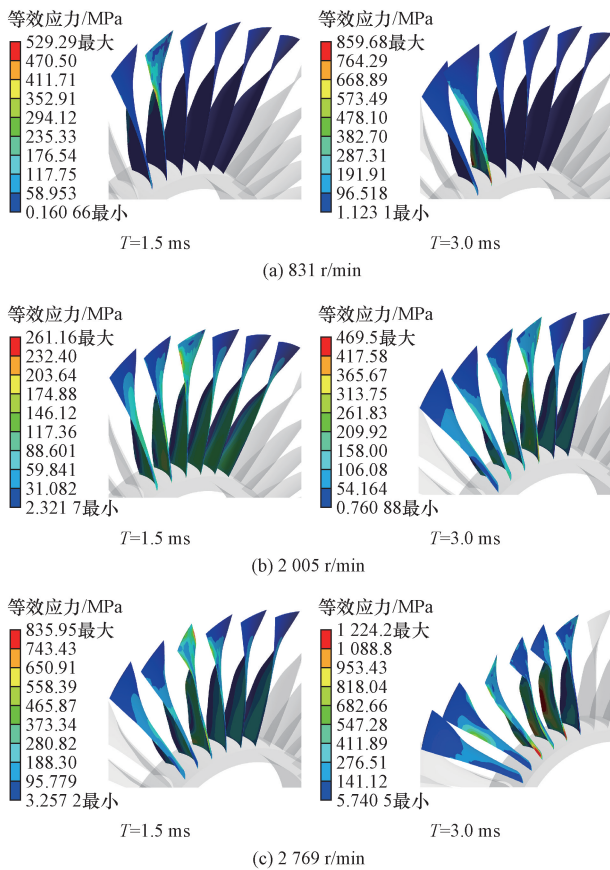 等效应力/MPa
529.29最大
470.50
411.71
352.91
294.12
235.33
176.54
117.75
58.953
0.160 66最小
T=1.5 ms
等效应力/MPa
859.68最大
764.29
668.89
573.49
478.10
382.70
287.31
191.91
96.518
1.123 1最小
T=3.0 ms
(a) 831 r/min
等效应力/MPa
261.16最大
232.40
203.64
174.88
146.12
117.36
88.601
59.841
31.082
2.321 7最小
T=1.5 ms
等效应力/MPa
469.5最大
417.58
365.67
313.75
261.83
209.92
158.00
106.08
54.164
0.760 88最小
T=3.0 ms
(b) 2 005 r/min
等效应力/MPa
835.95最大
743.43
650.91
558.39
465.87
373.34
280.82
188.30
95.779
3.257 2最小
T=1.5 ms
等效应力/MPa
1 224.2最大
1 088.8
953.43
818.04
682.66
547.28
411.89
276.51
141.12
5.740 5最小
T=3.0 ms
(c) 2 769 r/min